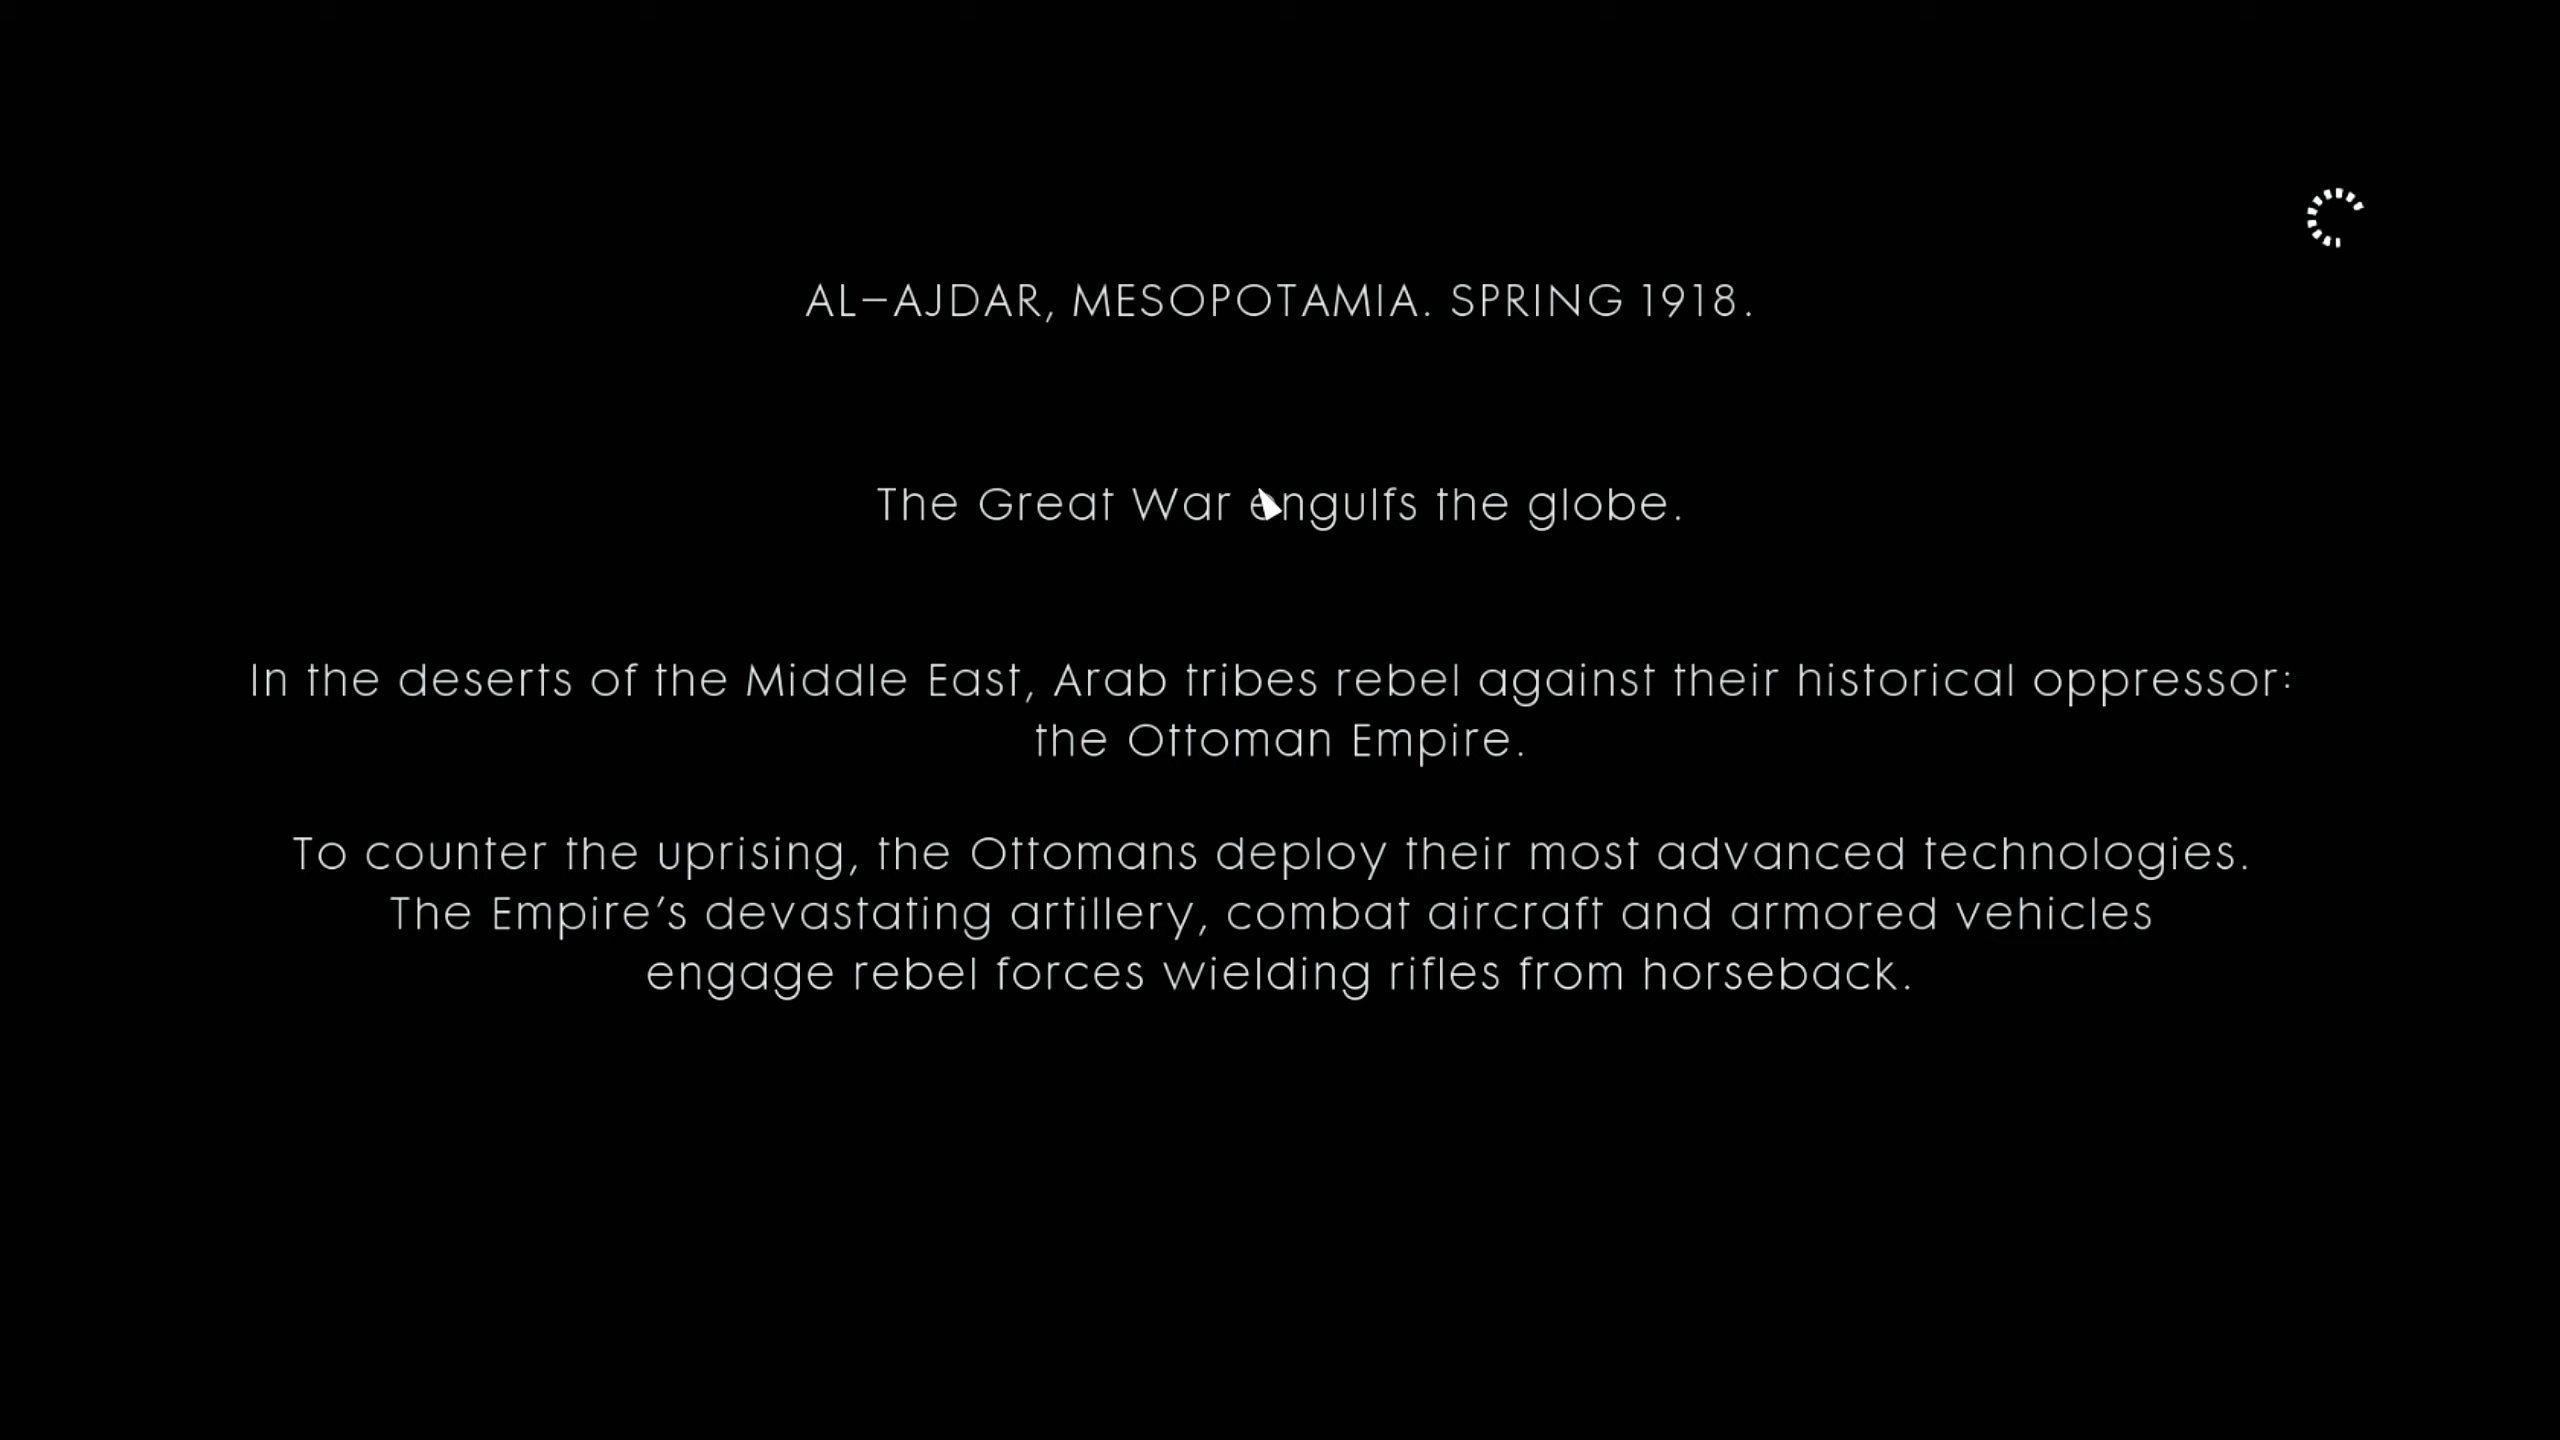 AL–AJDAR, MESOPOTAMIA. SPRING 1918.
The Great War engulfs the globe.
In the deserts of the Middle East, Arab tribes rebel against their historical oppressor:
the Ottoman Empire.
To counter the uprising, the Ottomans deploy their most advanced technologies.
The Empire’s devastating artillery, combat aircraft and armored vehicles
engage rebel forces wielding rifles from horseback.